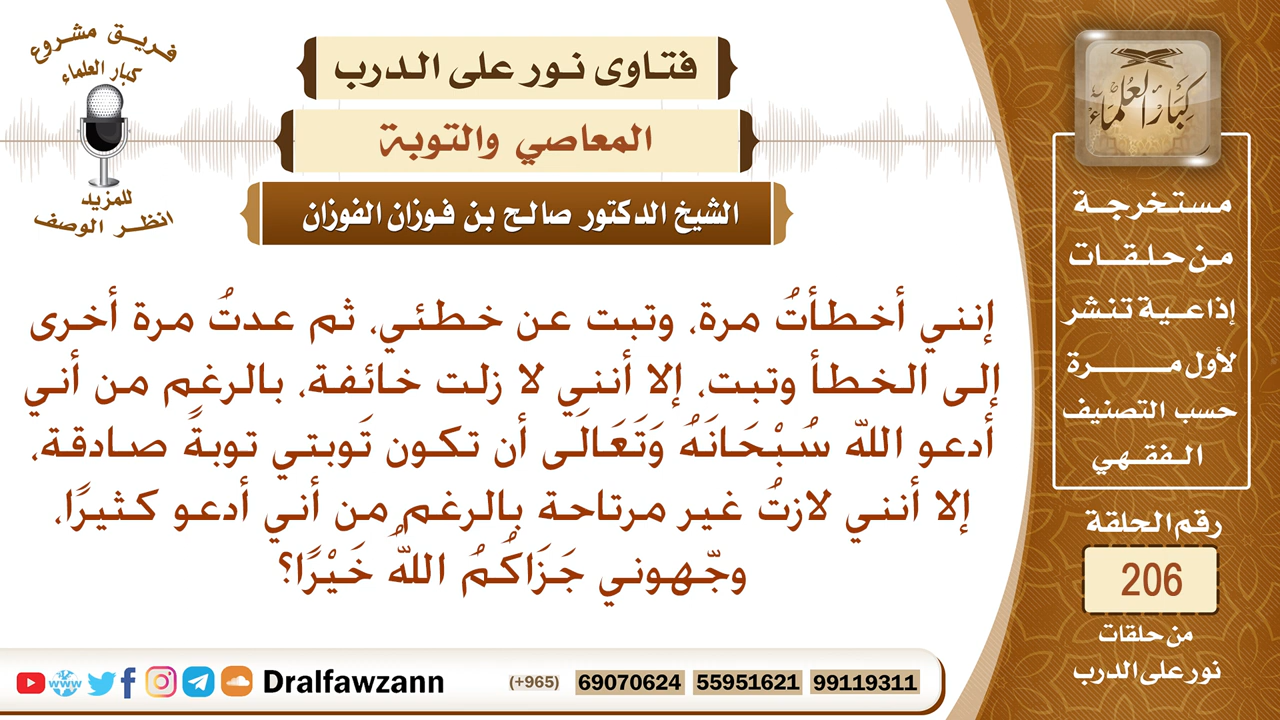 فريق مشروع
كبار العلماء
للمزيد
انظر الوصف
فتاوى نور على الدرب
المعاصي والتوبة
الشيخ الدكتور صالح بن فوزان الفوزان
إنني أخطأتُ مرة، وتبت عن خطئي، ثم عدتُ مرة أخرى
إلى الخطأ وتبت، إلا أنني لا زلت خائفة، بالرغم من أني
أدعو الله سُبْحَانَهُ وَتَعَالَى أن تكون تَوبتي توبةً صادقة،
إلا أنني لازتُ غير مرتاحة بالرغم من أني أدعو كثيرًا،
وجّهوني جَزَاكُمُ اللهُ خَيْرًا؟
كِبَارُ العُلَمَاء
مستخرجة
من حلقات
إذاعية تنشر
لأول مرة
حسب التصنيف
الفقهي
رقم الحلقة
206
من حلقات
نور على الدرب
www
Dralfawzann
(+965) 69070624 55951621 99119311